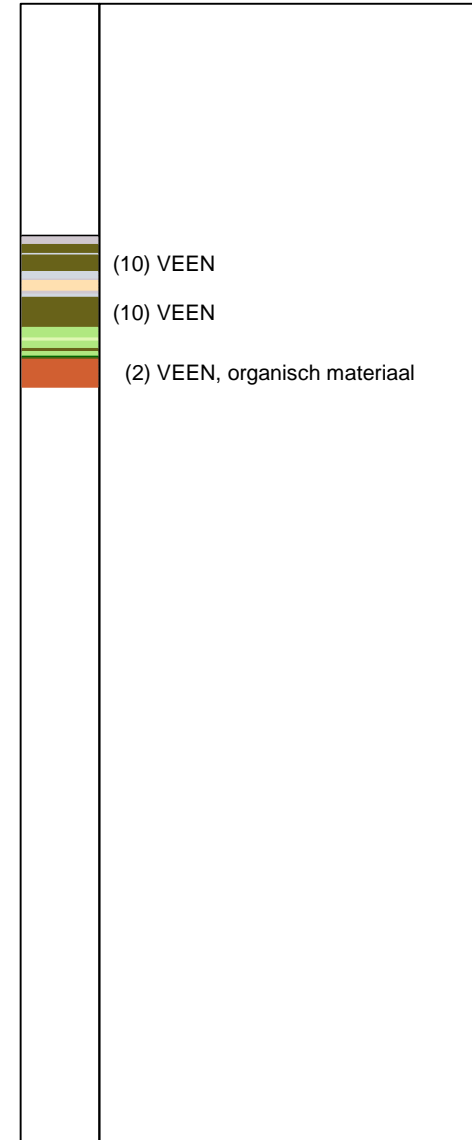 (10) VEEN
(10) VEEN
(2) VEEN, organisch materiaal